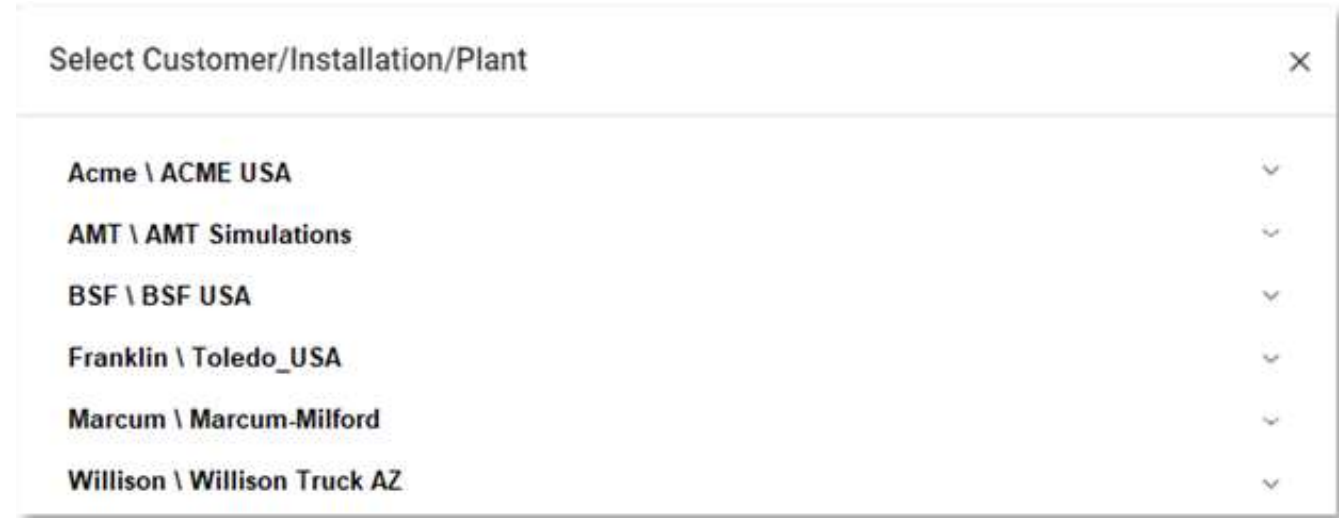 Select Customer/Installation/Plant
Acme \ ACME USA
AMT \ AMT Simulations
BSF \ BSF USA
Franklin \ Toledo_USA
Marcum \ Marcum-Milford
Willison \ Willison Truck AZ